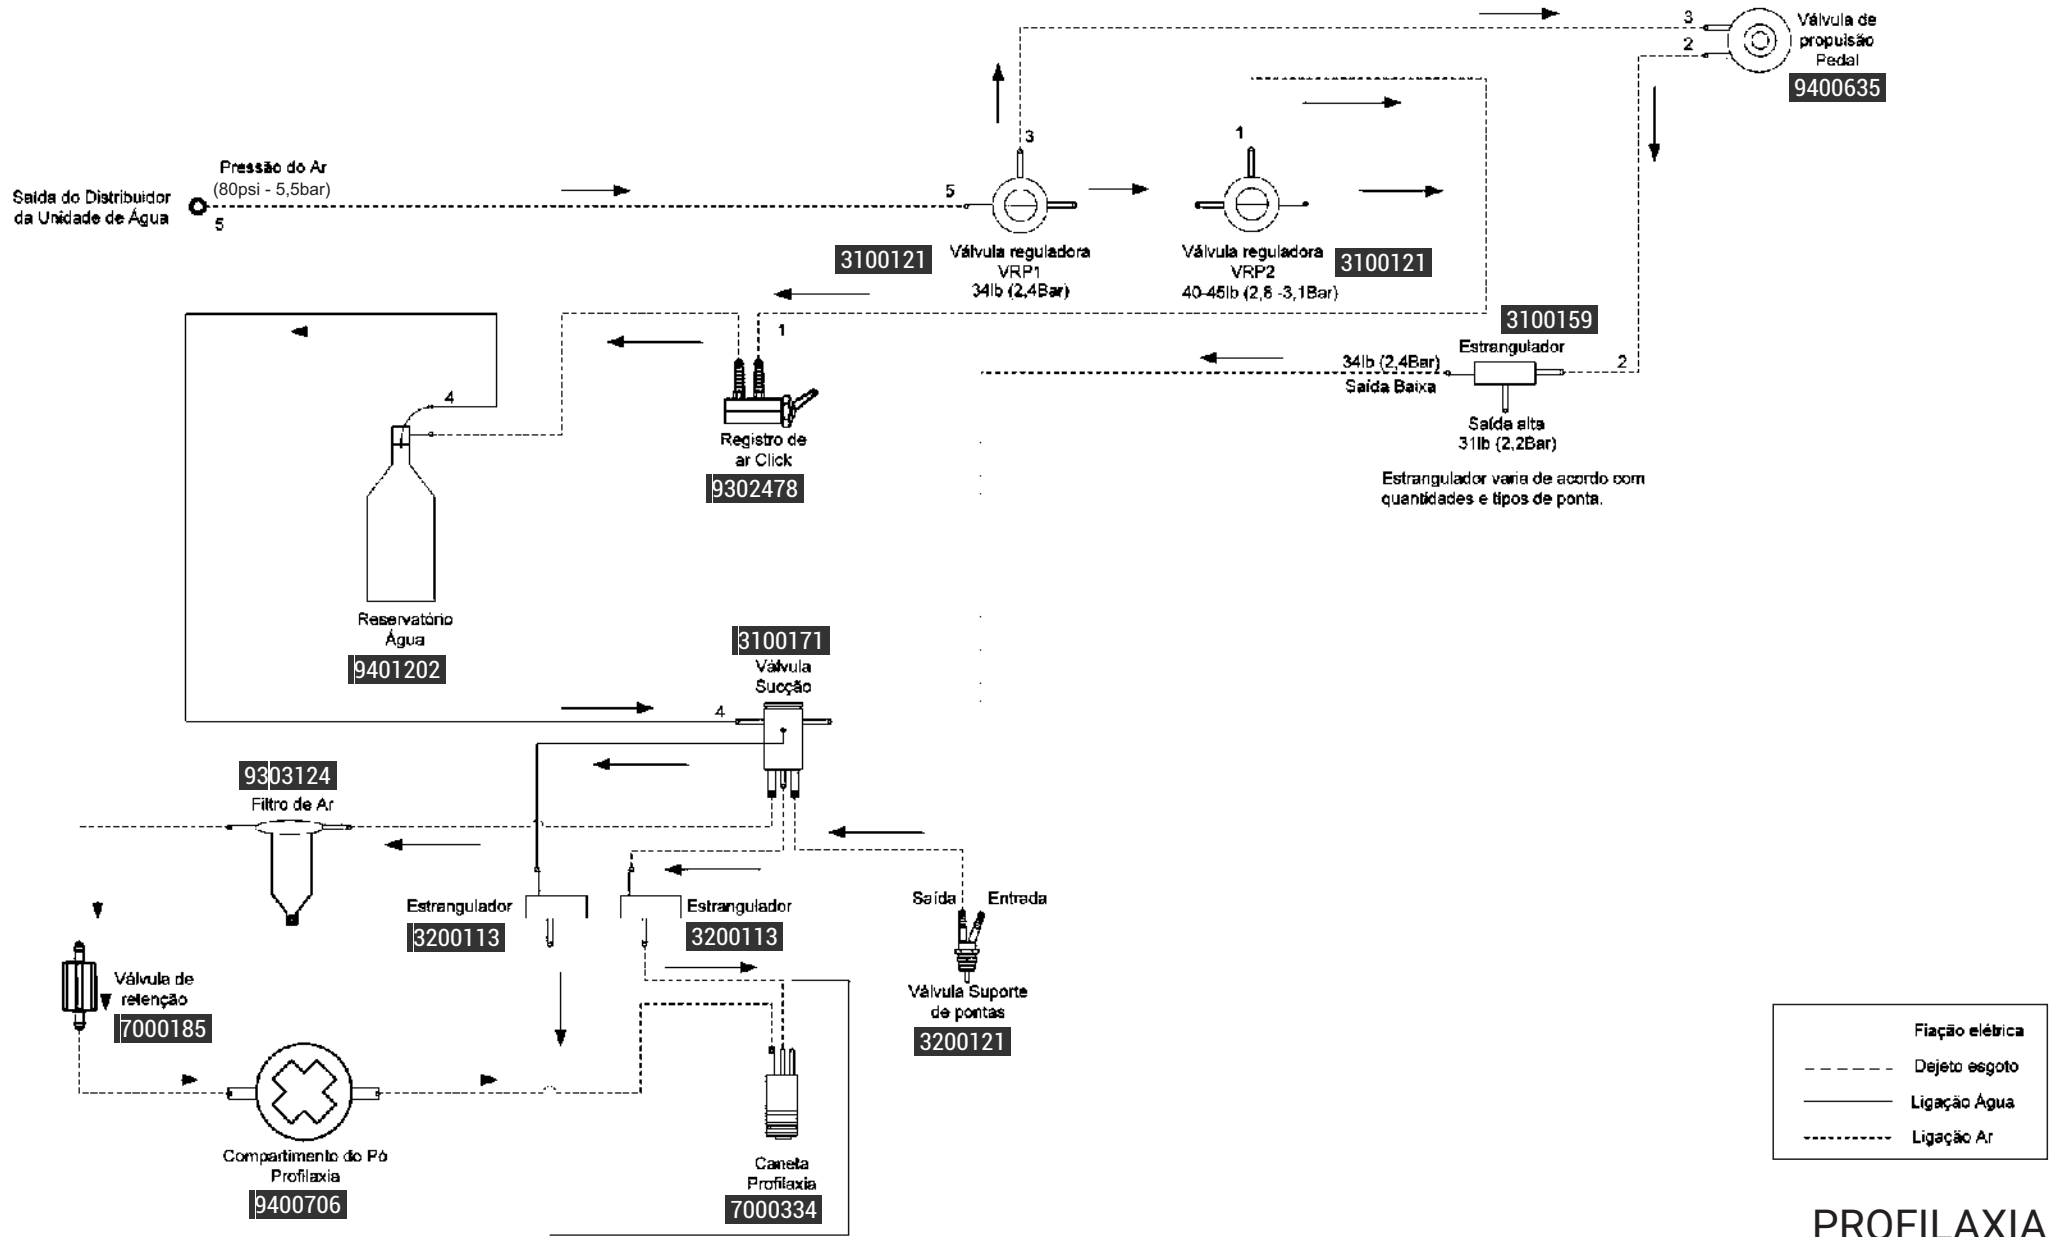 3
Válvula de
propulsão
Pedal
2
9400635
3
1
Pressão do Ar
(80psi - 5,5bar)
Saída do Distribuidor
da Unidade de Água
5
5
3100121
Válvula reguladora
VRP1
34lb (2,4Bar)
Válvula reguladora
VRP2
40-45lb (2,8 -3,1Bar)
3100121
1
3100159
Estrangulador
34lb (2,4Bar)
Saída Baixa
2
Saída alta
31lb (2,2Bar)
Estrangulador varia de acordo com
quantidades e tipos de ponta.
4
Registro de
ar Click
9302478
Reservatório
Água
9401202
3100171
Válvula
Sucção
4
9303124
Filtro de Ar
Estrangulador
3200113
Estrangulador
3200113
Saída
Entrada
Válvula Suporte
de pontas
3200121
Válvula de
retenção
7000185
Compartimento do Pó
Profilaxia
9400706
Caneta
Profilaxia
7000334
Fiação elétrica
Dejeto esgoto
Ligação Água
Ligação Ar
PROFILAXIA